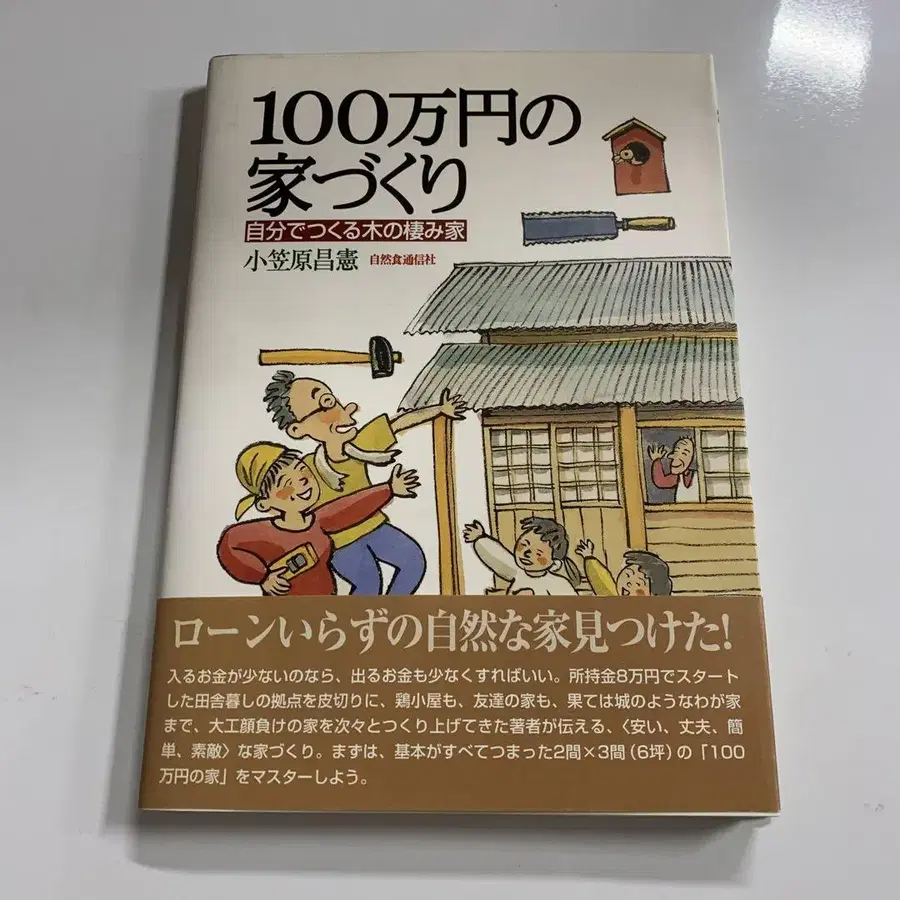 100万円の
家づくり
自分でつくる木の棲み家
小笠原昌憲 自然食通信社
ローンいらずの自然な家見つけた!
入るお金が少ないのなら、出るお金も少なくすればいい。所持金8万円でスタート
した田舎暮しの拠点を皮切りに、鶏小屋も、友達の家も、果ては城のようなわが家
まで、大工顔負けの家を次々とつくり上げてきた著者が伝える、〈安い、丈夫、簡
単、素敵〉な家づくり。まずは、基本がすべてつまった2間×3間(6坪)の「100
万円の家」をマスターしよう。